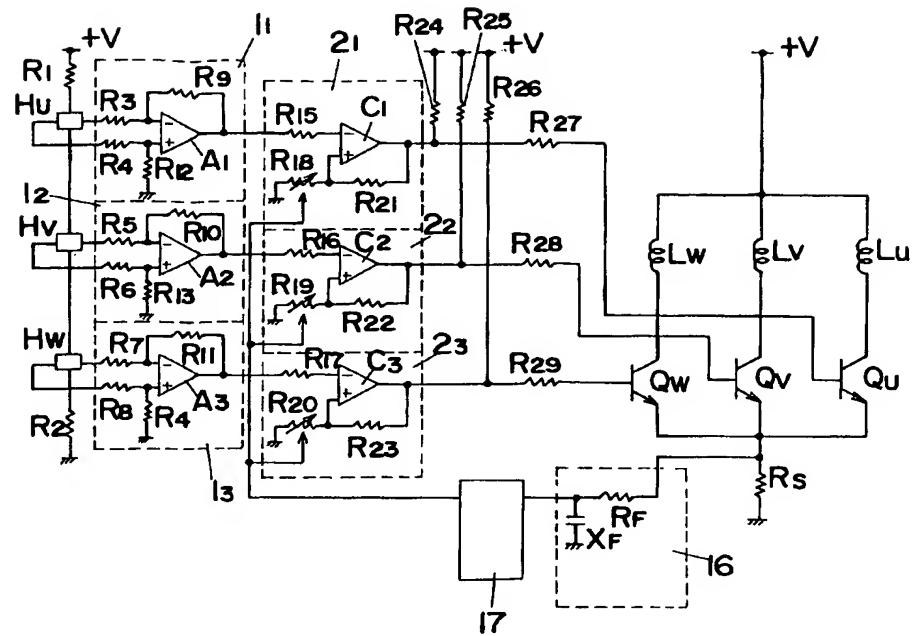 +V
R1
11
R9
HU
R3
R4
R12
A1
12
HV
R5
R10
R6
R13
A2
HW
R7
R11
R8
R4
A3
R2
13
21
R15
C1
R18
R21
R16
22
C2
R19
R22
R17
23
C3
R20
R23
R24
R25
+V
R26
R27
R28
R29
+V
LW
LV
LU
QW
QV
QU
RS
RF
XF
16
17